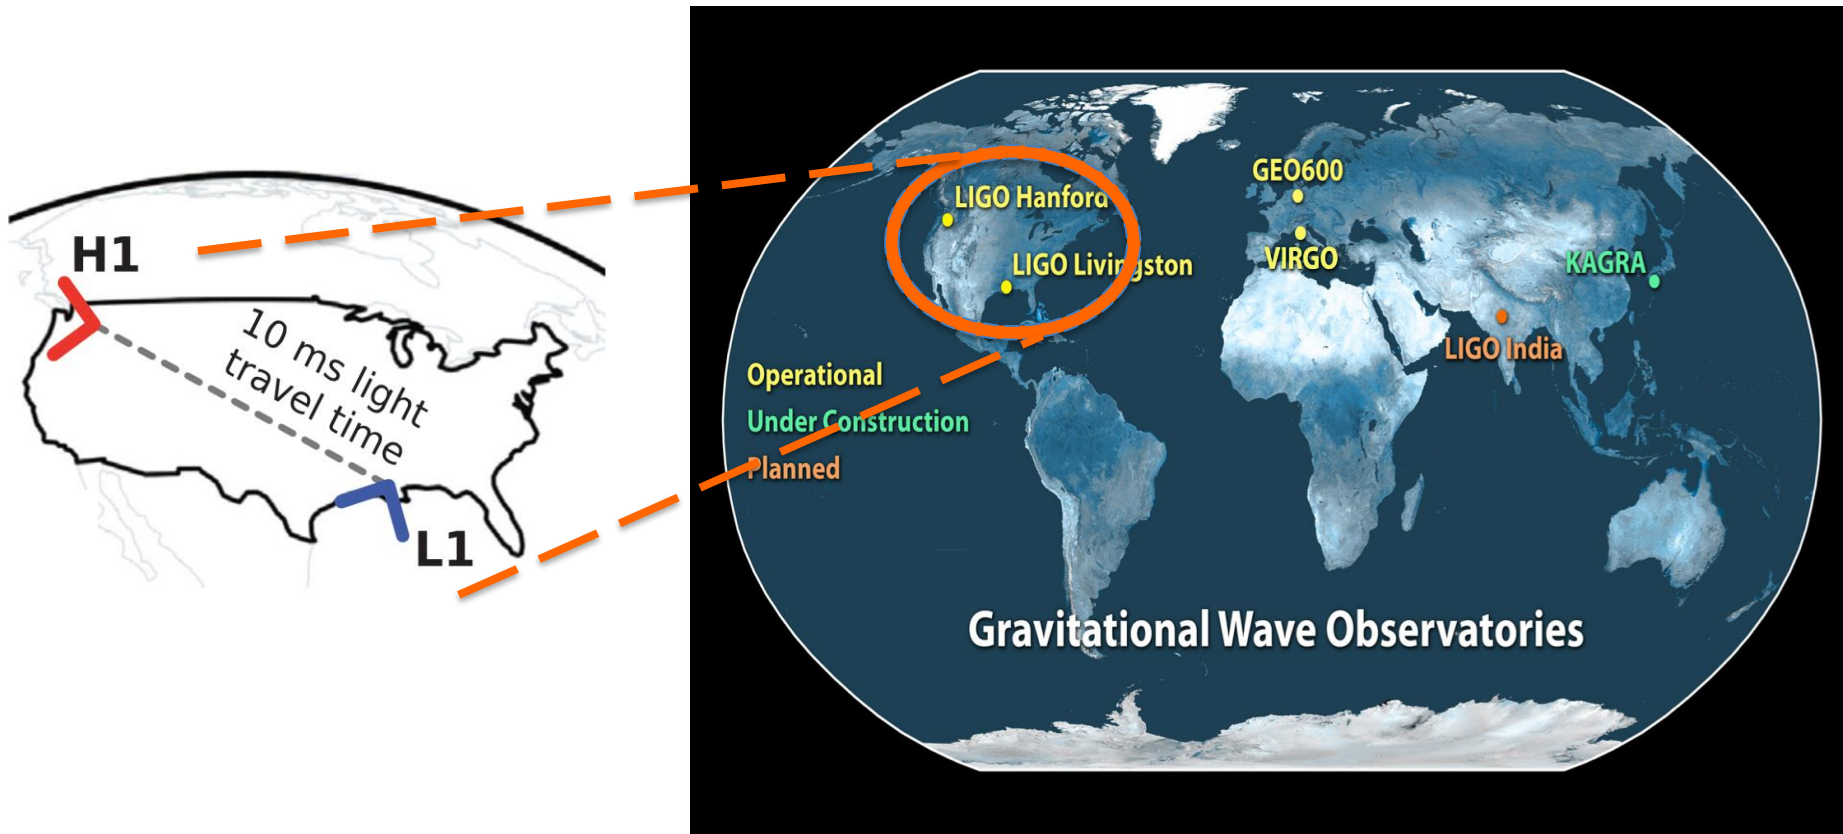 H1
10 ms light
travel time
L1
LIGO Hanford
LIGO Livingston
GEO600
VIRGO
KAGRA
LIGO India
Operational
Under Construction
Planned
Gravitational Wave Observatories